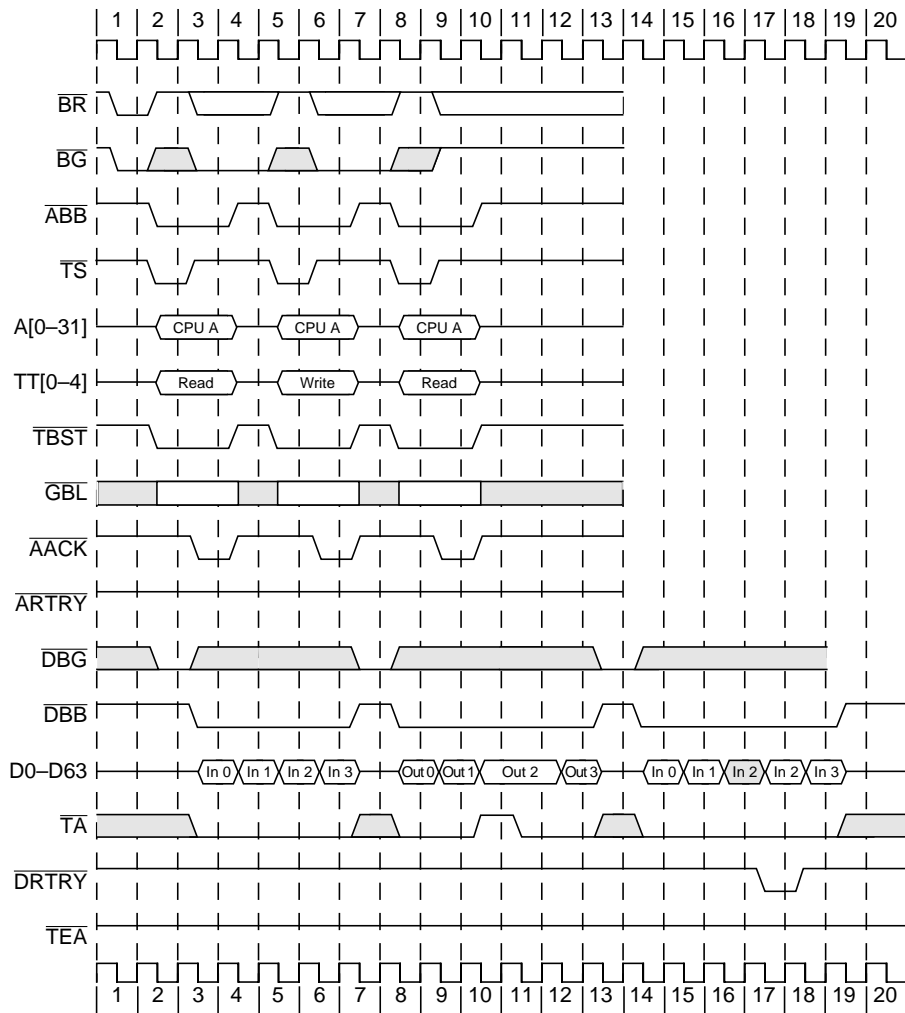 1 2 3 4 5 6 7 8 9 10 11 12 13 14 15 16 17 18 19 20
BR
BG
ABB
TS
A[0–31] CPU A CPU A CPU A
TT[0–4] Read Write Read
TBST
GBL
AACK
ARTRY
DBG
DBB
D0–D63 In 0 In 1 In 2 In 3 Out 0 Out 1 Out 2 Out 3 In 0 In 1 In 2 In 2 In 3
TA
DRTRY
TEA
1 2 3 4 5 6 7 8 9 10 11 12 13 14 15 16 17 18 19 20